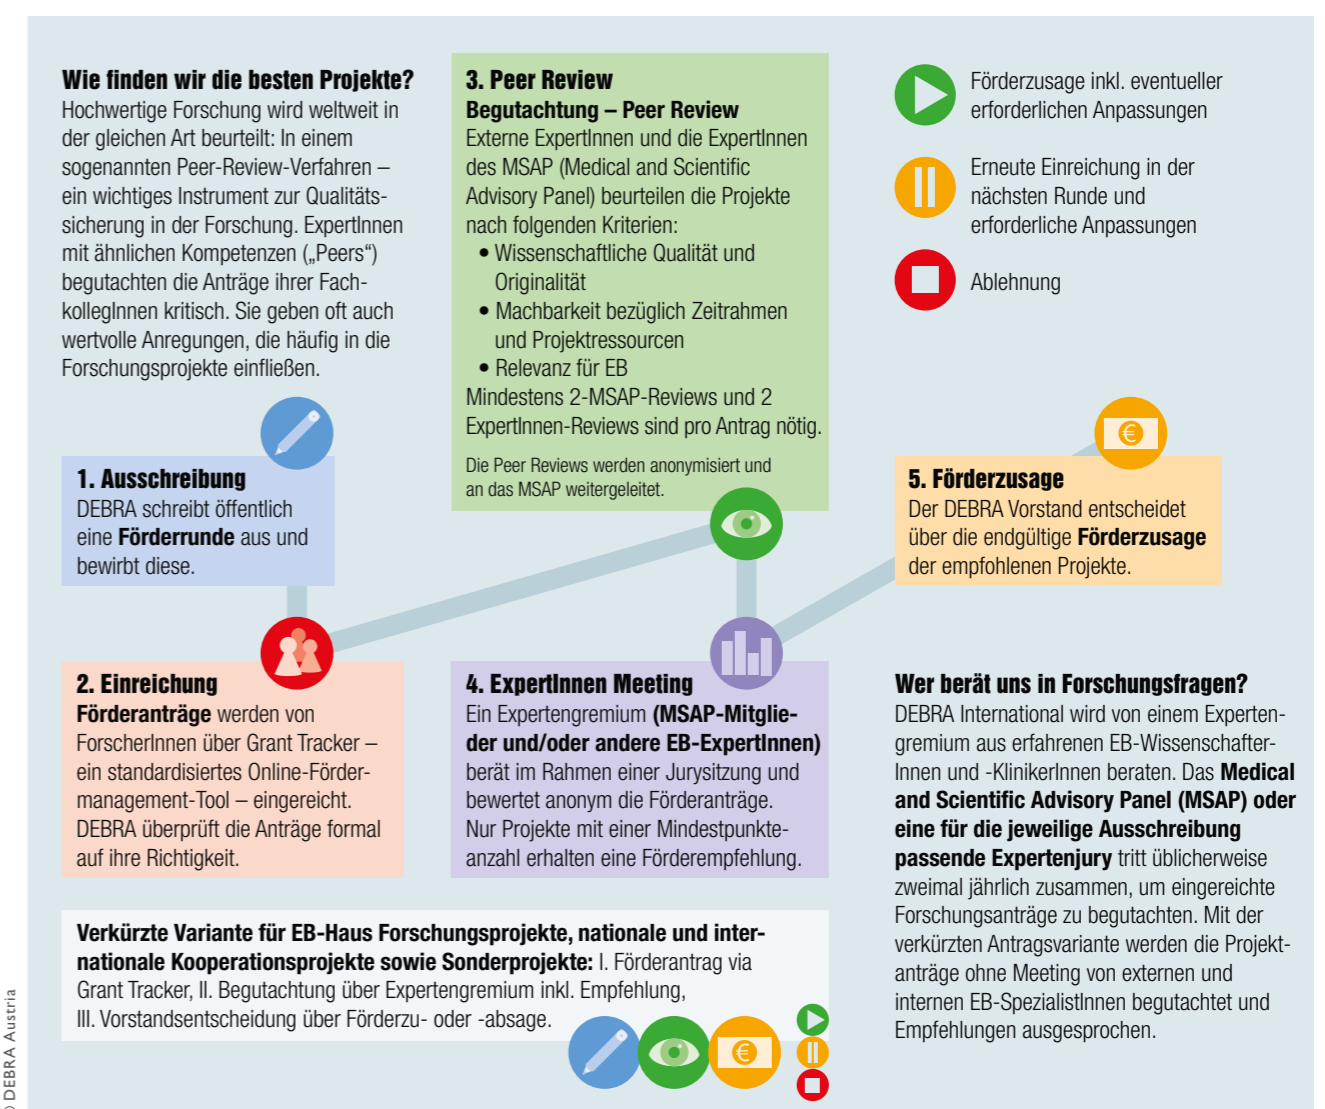 Wie finden wir die besten Projekte?
Hochwertige Forschung wird weltweit in
der gleichen Art beurteilt: In einem
sogenannten Peer-Review-Verfahren –
ein wichtiges Instrument zur Qualitäts-
sicherung in der Forschung. ExpertInnen
mit ähnlichen Kompetenzen („Peers“)
begutachten die Anträge ihrer Fach-
kollegInnen kritisch. Sie geben oft auch
wertvolle Anregungen, die häufig in die
Forschungsprojekte einfließen.
1. Ausschreibung
DEBRA schreibt öffentlich
eine Förderrunde aus und
bewirbt diese.
2. Einreichung
Förderanträge werden von
ForscherInnen über Grant Tracker –
ein standardisiertes Online-Förder-
management-Tool – eingereicht.
DEBRA überprüft die Anträge formal
auf ihre Richtigkeit.
3. Peer Review
Begutachtung – Peer Review
Externe ExpertInnen und die ExpertInnen
des MSAP (Medical and Scientific
Advisory Panel) beurteilen die Projekte
nach folgenden Kriterien:
• Wissenschaftliche Qualität und
Originalität
• Machbarkeit bezüglich Zeitrahmen
und Projektressourcen
• Relevanz für EB
Mindestens 2-MSAP-Reviews und 2
ExpertInnen-Reviews sind pro Antrag nötig.
Die Peer Reviews werden anonymisiert und
an das MSAP weitergeleitet.
4. ExpertInnen Meeting
Ein Expertengremium (MSAP-Mitglie-
der und/oder andere EB-ExpertInnen)
berät im Rahmen einer Jurysitzung und
bewertet anonym die Förderanträge.
Nur Projekte mit einer Mindestpunkte-
anzahl erhalten eine Förderempfehlung.
Förderzusage inkl. eventueller
erforderlichen Anpassungen
Erneute Einreichung in der
nächsten Runde und
erforderliche Anpassungen
Ablehnung
€
5. Förderzusage
Der DEBRA Vorstand entscheidet
über die endgültige Förderzusage
der empfohlenen Projekte.
Wer berät uns in Forschungsfragen?
DEBRA International wird von einem Experten-
gremium aus erfahrenen EB-Wissenschafter-
Innen und -KlinikerInnen beraten. Das Medical
and Scientific Advisory Panel (MSAP) oder
eine für die jeweilige Ausschreibung
passende Expertenjury tritt üblicherweise
zweimal jährlich zusammen, um eingereichte
Forschungsanträge zu begutachten. Mit der
verkürzten Antragsvariante werden die Projekt-
anträge ohne Meeting von externen und
internen EB-SpezialistInnen begutachtet und
Empfehlungen ausgesprochen.
Verkürzte Variante für EB-Haus Forschungsprojekte, nationale und inter-
nationale Kooperationsprojekte sowie Sonderprojekte: I. Förderantrag via
Grant Tracker, II. Begutachtung über Expertengremium inkl. Empfehlung,
III. Vorstandsentscheidung über Förderzu- oder -absage.
€
© DEBRA Austria